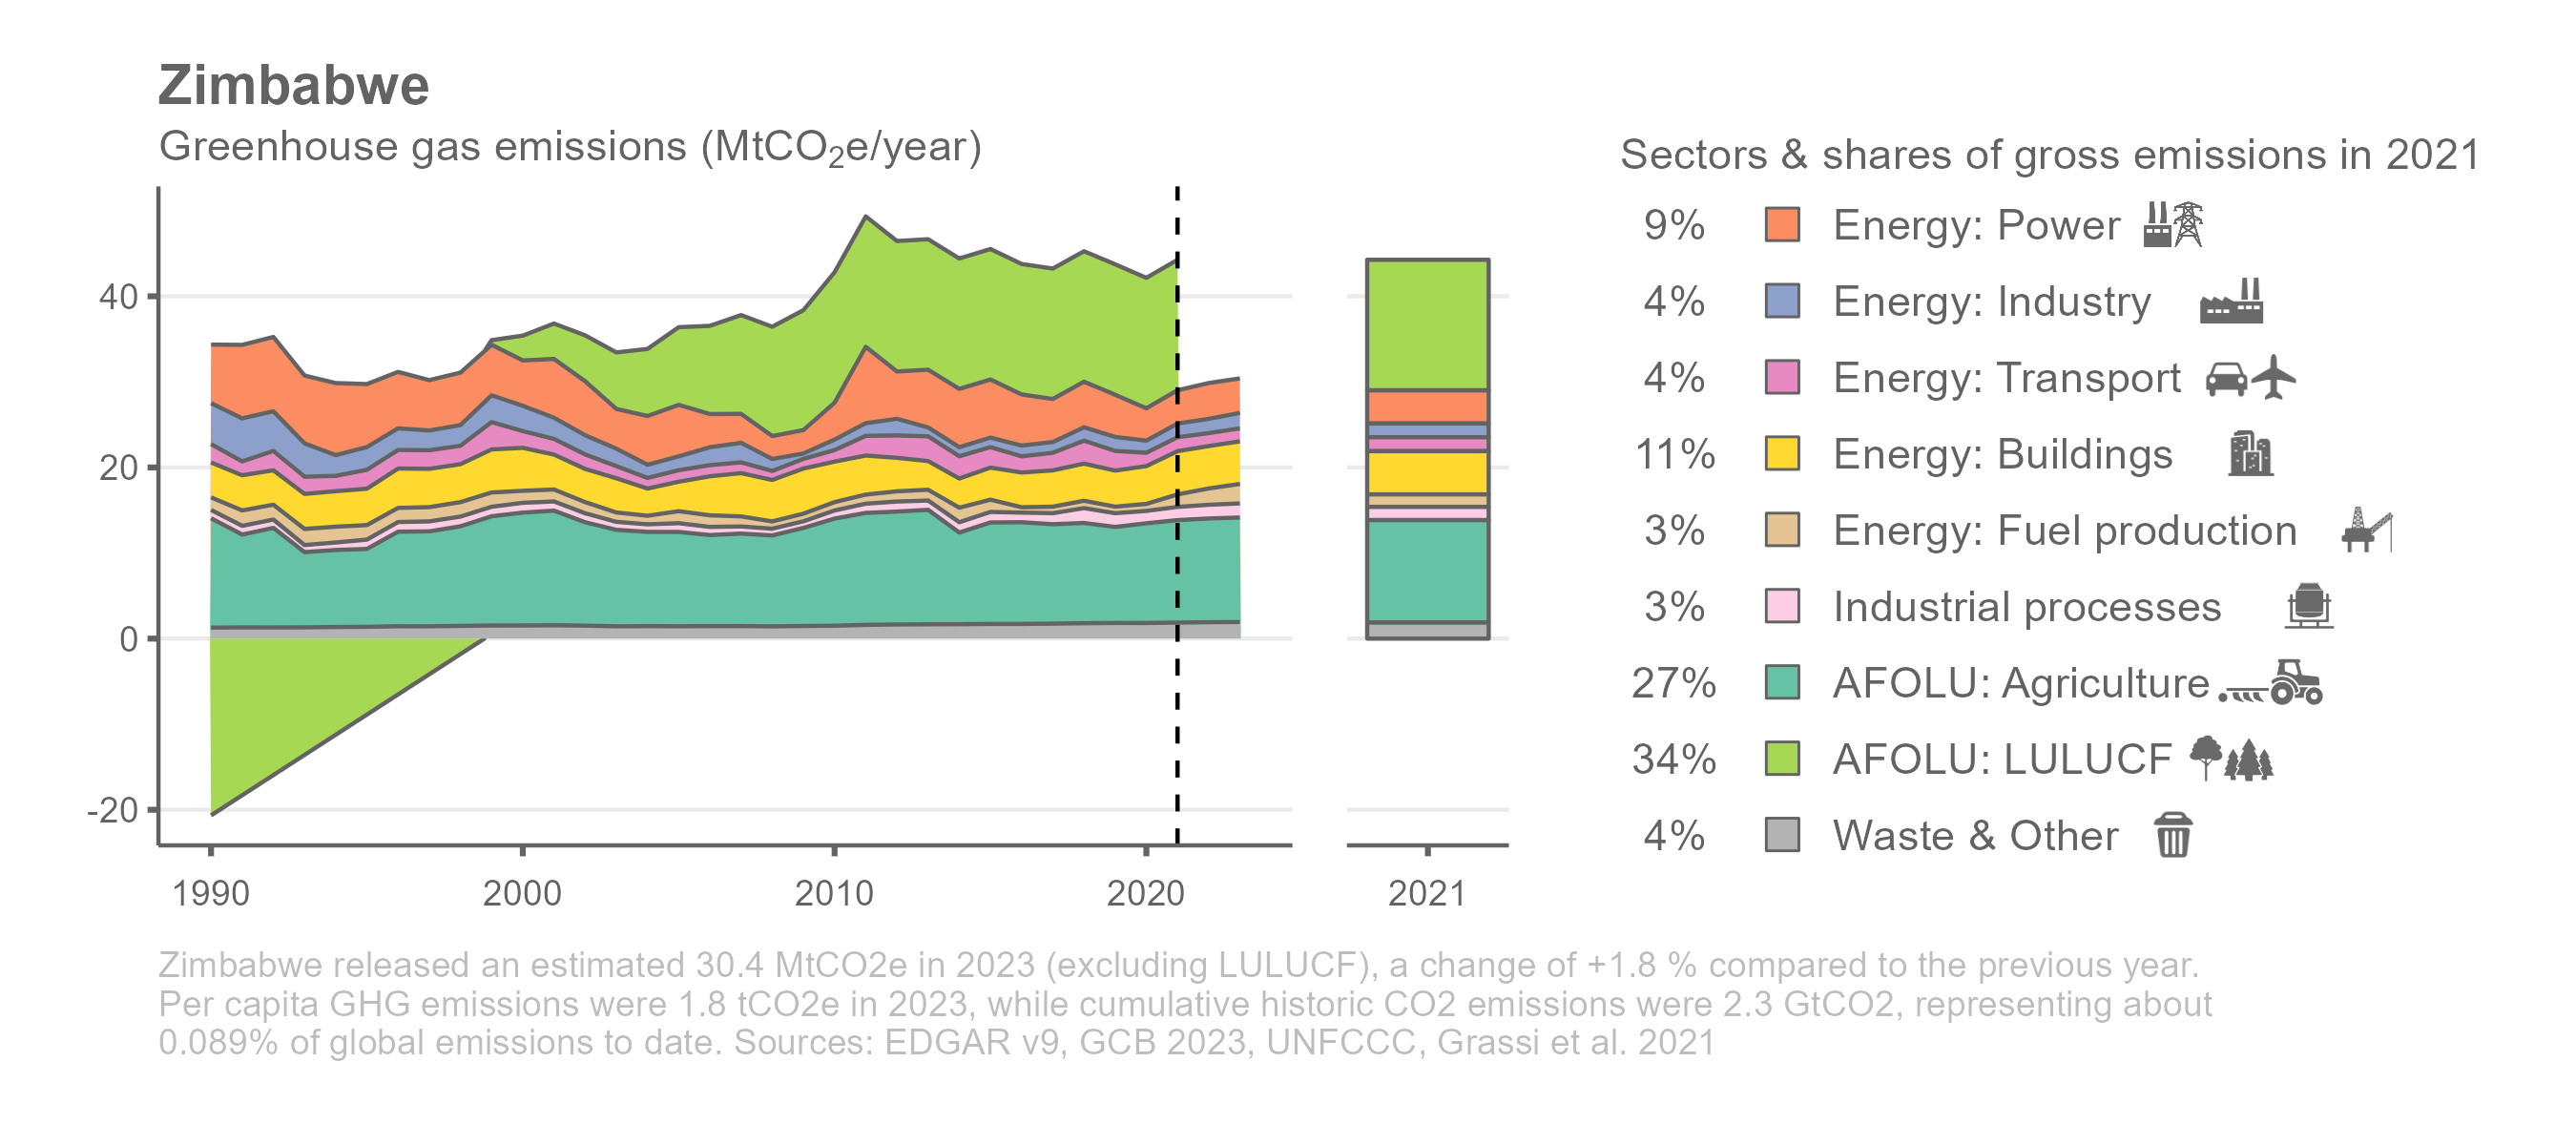 Zimbabwe
Greenhouse gas emissions (MtCO₂e/year)
40
20
0
-20
1990 2000 2010 2020 2021
Sectors & shares of gross emissions in 2021
9% Energy: Power
4% Energy: Industry
4% Energy: Transport
11% Energy: Buildings
3% Energy: Fuel production
3% Industrial processes
27% AFOLU: Agriculture
34% AFOLU: LULUCF
4% Waste & Other
Zimbabwe released an estimated 30.4 MtCO2e in 2023 (excluding LULUCF), a change of +1.8 % compared to the previous year.
Per capita GHG emissions were 1.8 tCO2e in 2023, while cumulative historic CO2 emissions were 2.3 GtCO2, representing about
0.089% of global emissions to date. Sources: EDGAR v9, GCB 2023, UNFCCC, Grassi et al. 2021